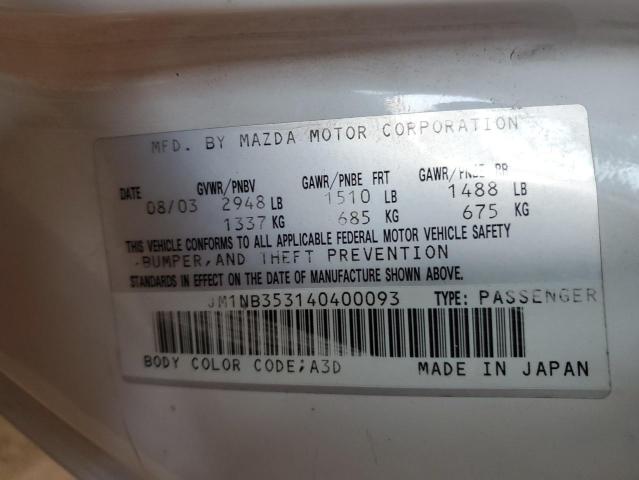 MFD. BY MAZDA MOTOR CORPORATION
DATE GVWR/PNBV GAWR/PNBE FRT GAWR/PNBE RR
08/03 2948 LB 1510 LB 1488 LB
1337 KG 685 KG 675 KG
THIS VEHICLE CONFORMS TO ALL APPLICABLE FEDERAL MOTOR VEHICLE SAFETY
,BUMPER,AND THEFT PREVENTION
STANDARDS IN EFFECT ON THE DATE OF MANUFACTURE SHOWN ABOVE.
JM1NB353140400093 TYPE: PASSENGER
BODY COLOR CODE;A3D MADE IN JAPAN